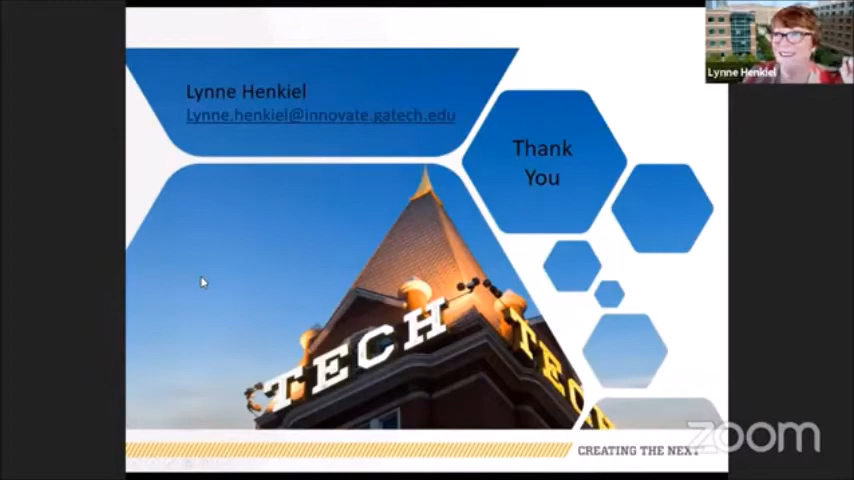 Lynne Henkiel
Lynne.henkiel@innovate.gatech.edu
Thank
You
TECH
TECH
CREATING THE NEXT
zoom
Lynne Henkiel